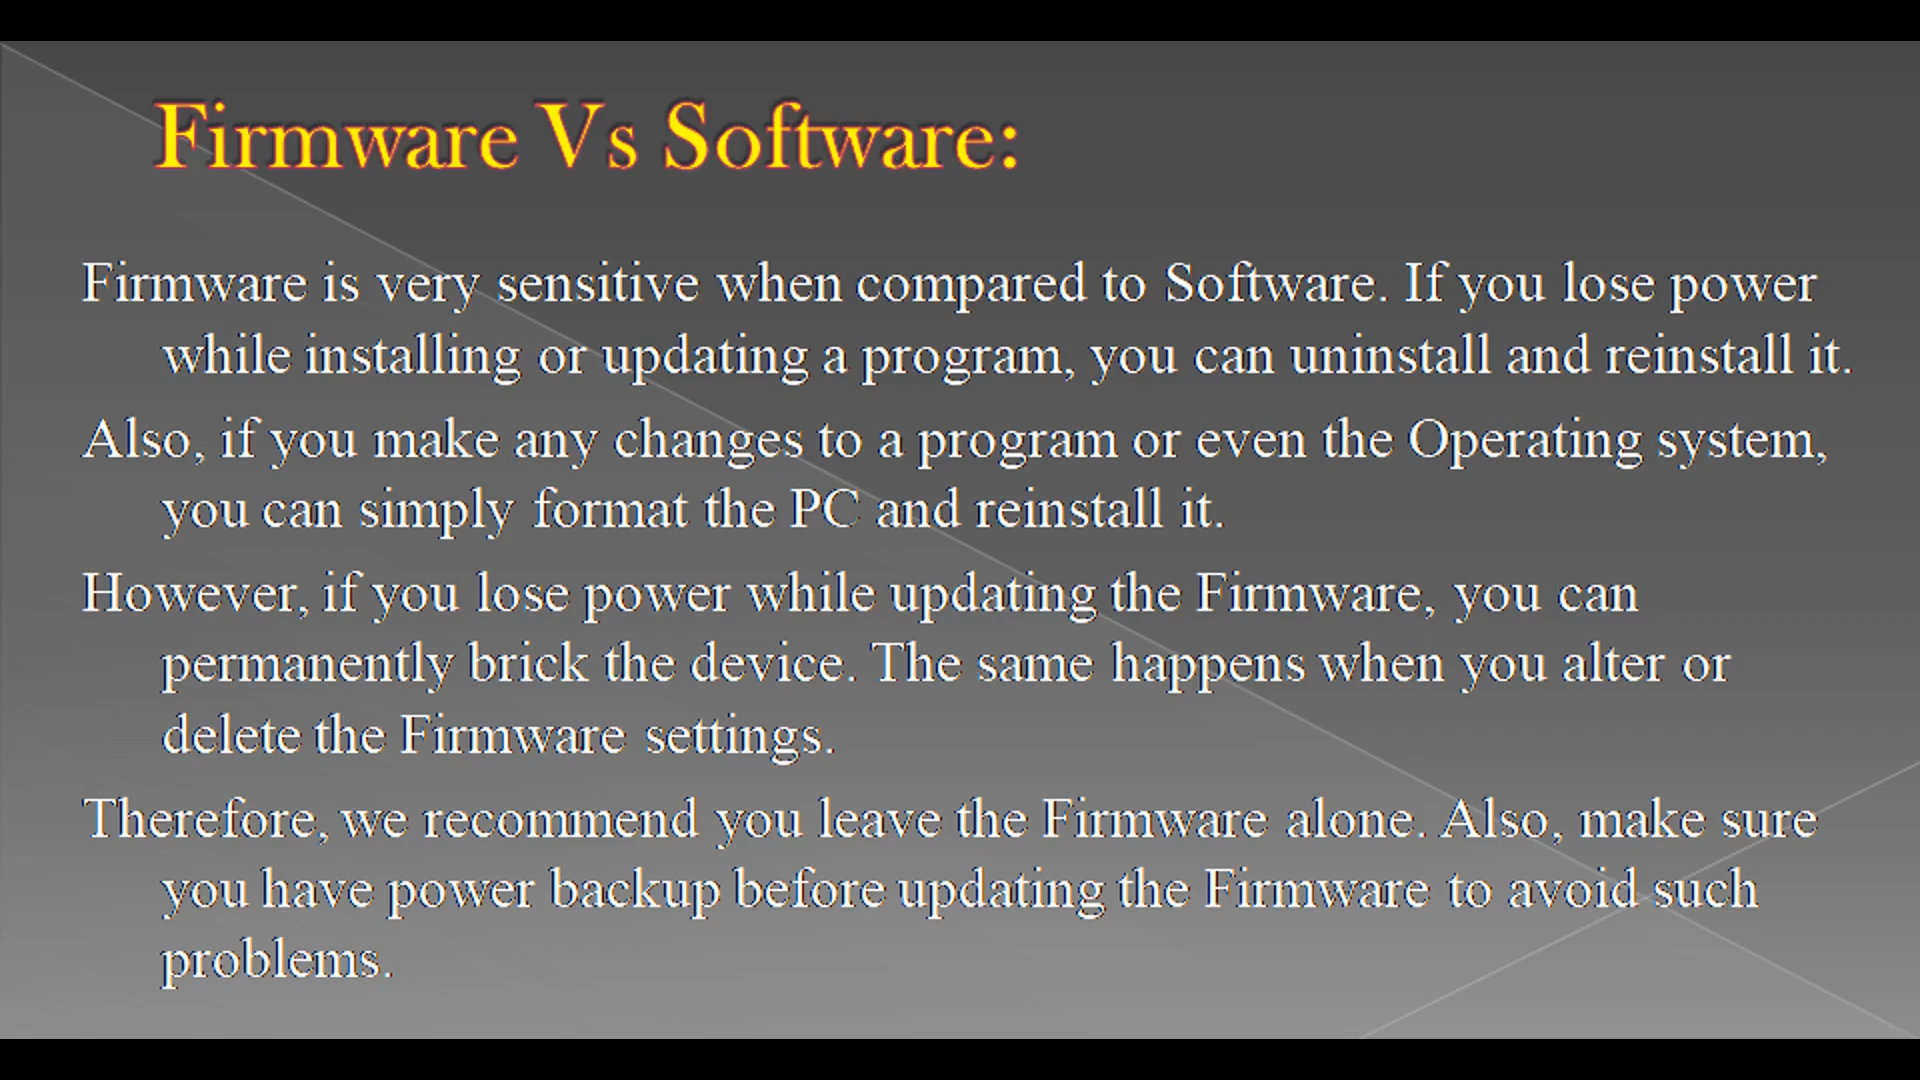 Firmware Vs Software:
Firmware is very sensitive when compared to Software. If you lose power
while installing or updating a program, you can uninstall and reinstall it.
Also, if you make any changes to a program or even the Operating system,
you can simply format the PC and reinstall it.
However, if you lose power while updating the Firmware, you can
permanently brick the device. The same happens when you alter or
delete the Firmware settings.
Therefore, we recommend you leave the Firmware alone. Also, make sure
you have power backup before updating the Firmware to avoid such
problems.